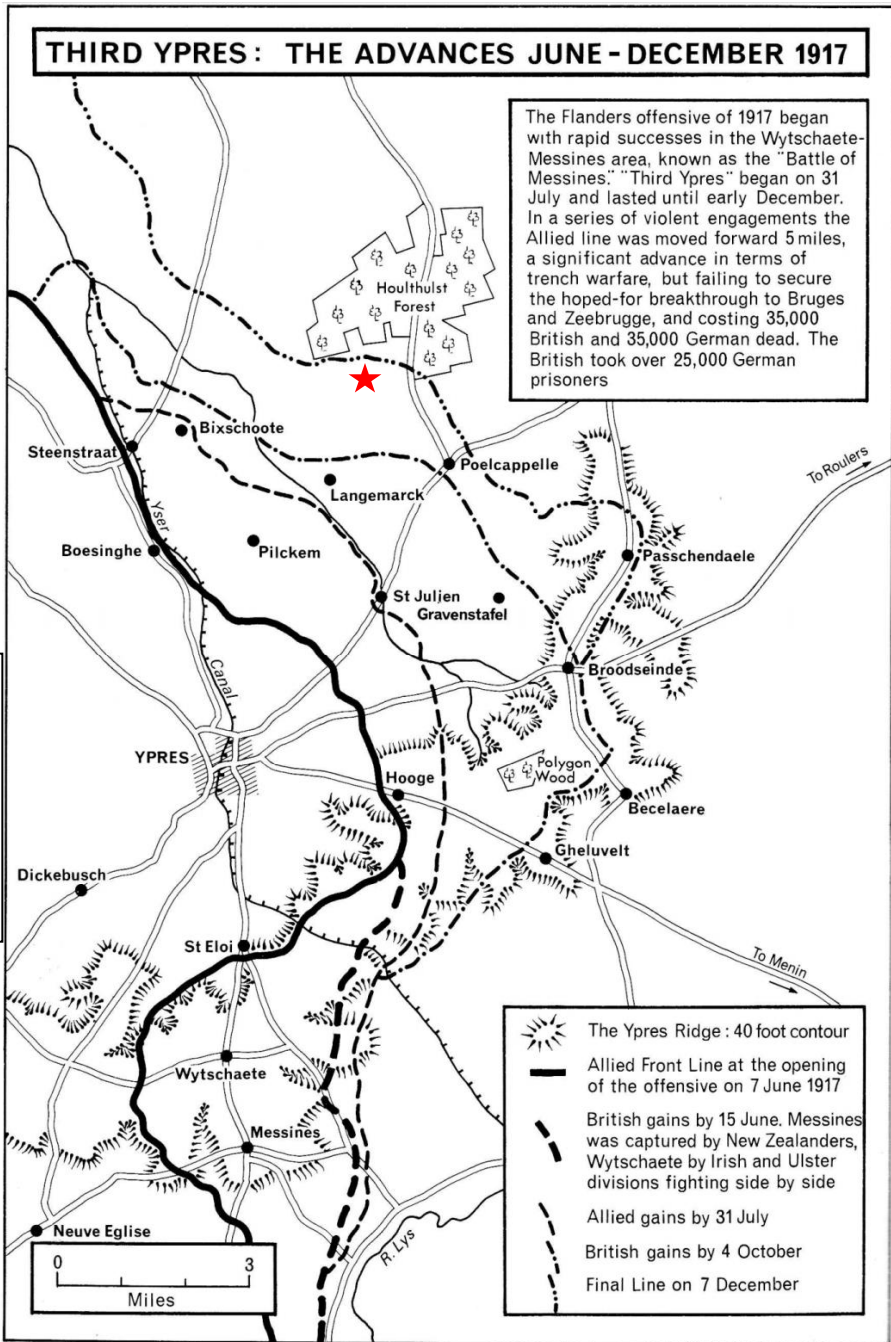 THIRD YPRES: THE ADVANCES JUNE - DECEMBER 1917
The Flanders offensive of 1917 began
with rapid successes in the Wytschaete-
Messines area, known as the "Battle of
Messines." "Third Ypres" began on 31
July and lasted until early December.
In a series of violent engagements the
Allied line was moved forward 5 miles,
a significant advance in terms of
trench warfare, but failing to secure
the hoped-for breakthrough to Bruges
and Zeebrugge, and costing 35,000
British and 35,000 German dead. The
British took over 25,000 German
prisoners
Houlthulst
Forest
Bixschoote
Steenstraat
Poelcappelle
To Roulers
Langemarck
Yser
Boesinghe
Pilckem
Passchendaele
St Julien
Gravenstafel
Canal
Broodseinde
YPRES
Polygon
Wood
Hooge
Becelaere
Gheluvelt
Dickebusch
St Eloi
To Menin
Wytschaete
Messines
Neuve Eglise
R. Lys
0 3
Miles
The Ypres Ridge: 40 foot contour
Allied Front Line at the opening
of the offensive on 7 June 1917
British gains by 15 June. Messines
was captured by New Zealanders,
Wytschaete by Irish and Ulster
divisions fighting side by side
Allied gains by 31 July
British gains by 4 October
Final Line on 7 December